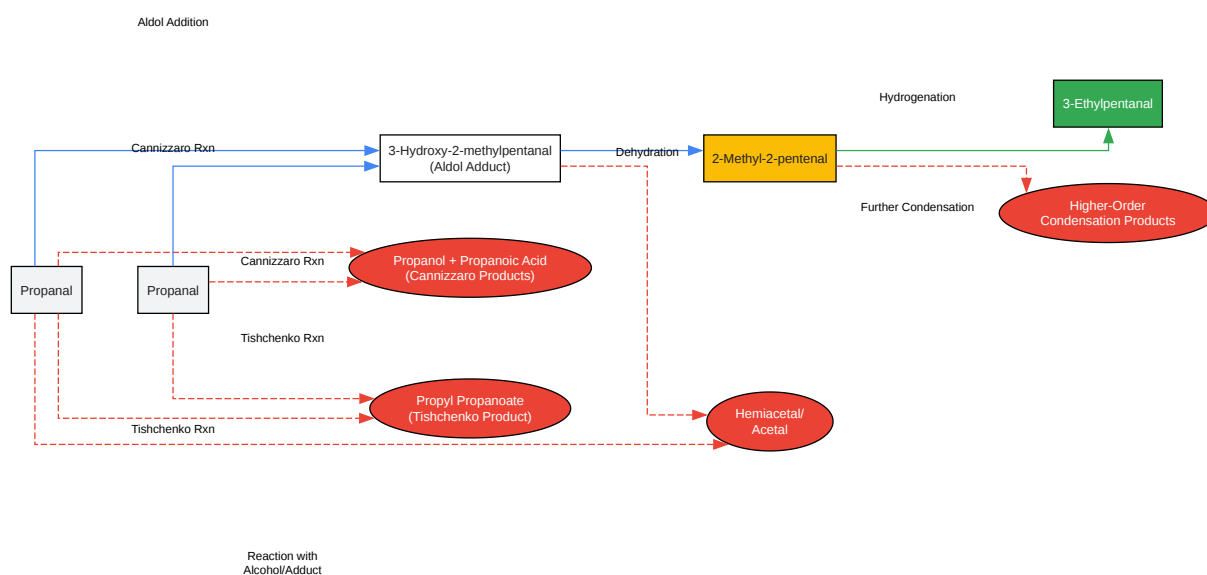 Aldol Addition
Hydrogenation
3-Ethylpentanal
Cannizzaro Rxn
3-Hydroxy-2-methylpentanal
(Aldol Adduct)
Dehydration
2-Methyl-2-pentenal
Further Condensation
Higher-Order
Condensation Products
Cannizzaro Rxn
Propanol + Propanoic Acid
(Cannizzaro Products)
Propanal
Propanal
Tishchenko Rxn
Propyl Propanoate
(Tishchenko Product)
Hemiacetal/
Acetal
Tishchenko Rxn
Reaction with
Alcohol/Adduct